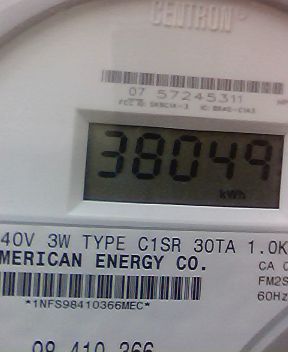 CENTRON®
07 57245311
38049
kWh
40V 3W TYPE C1SR 30TA 1.0K
MERICAN ENERGY CO.
CA 0
FM2S
60Hz
*1NFS98410366MEC*
98 410 366